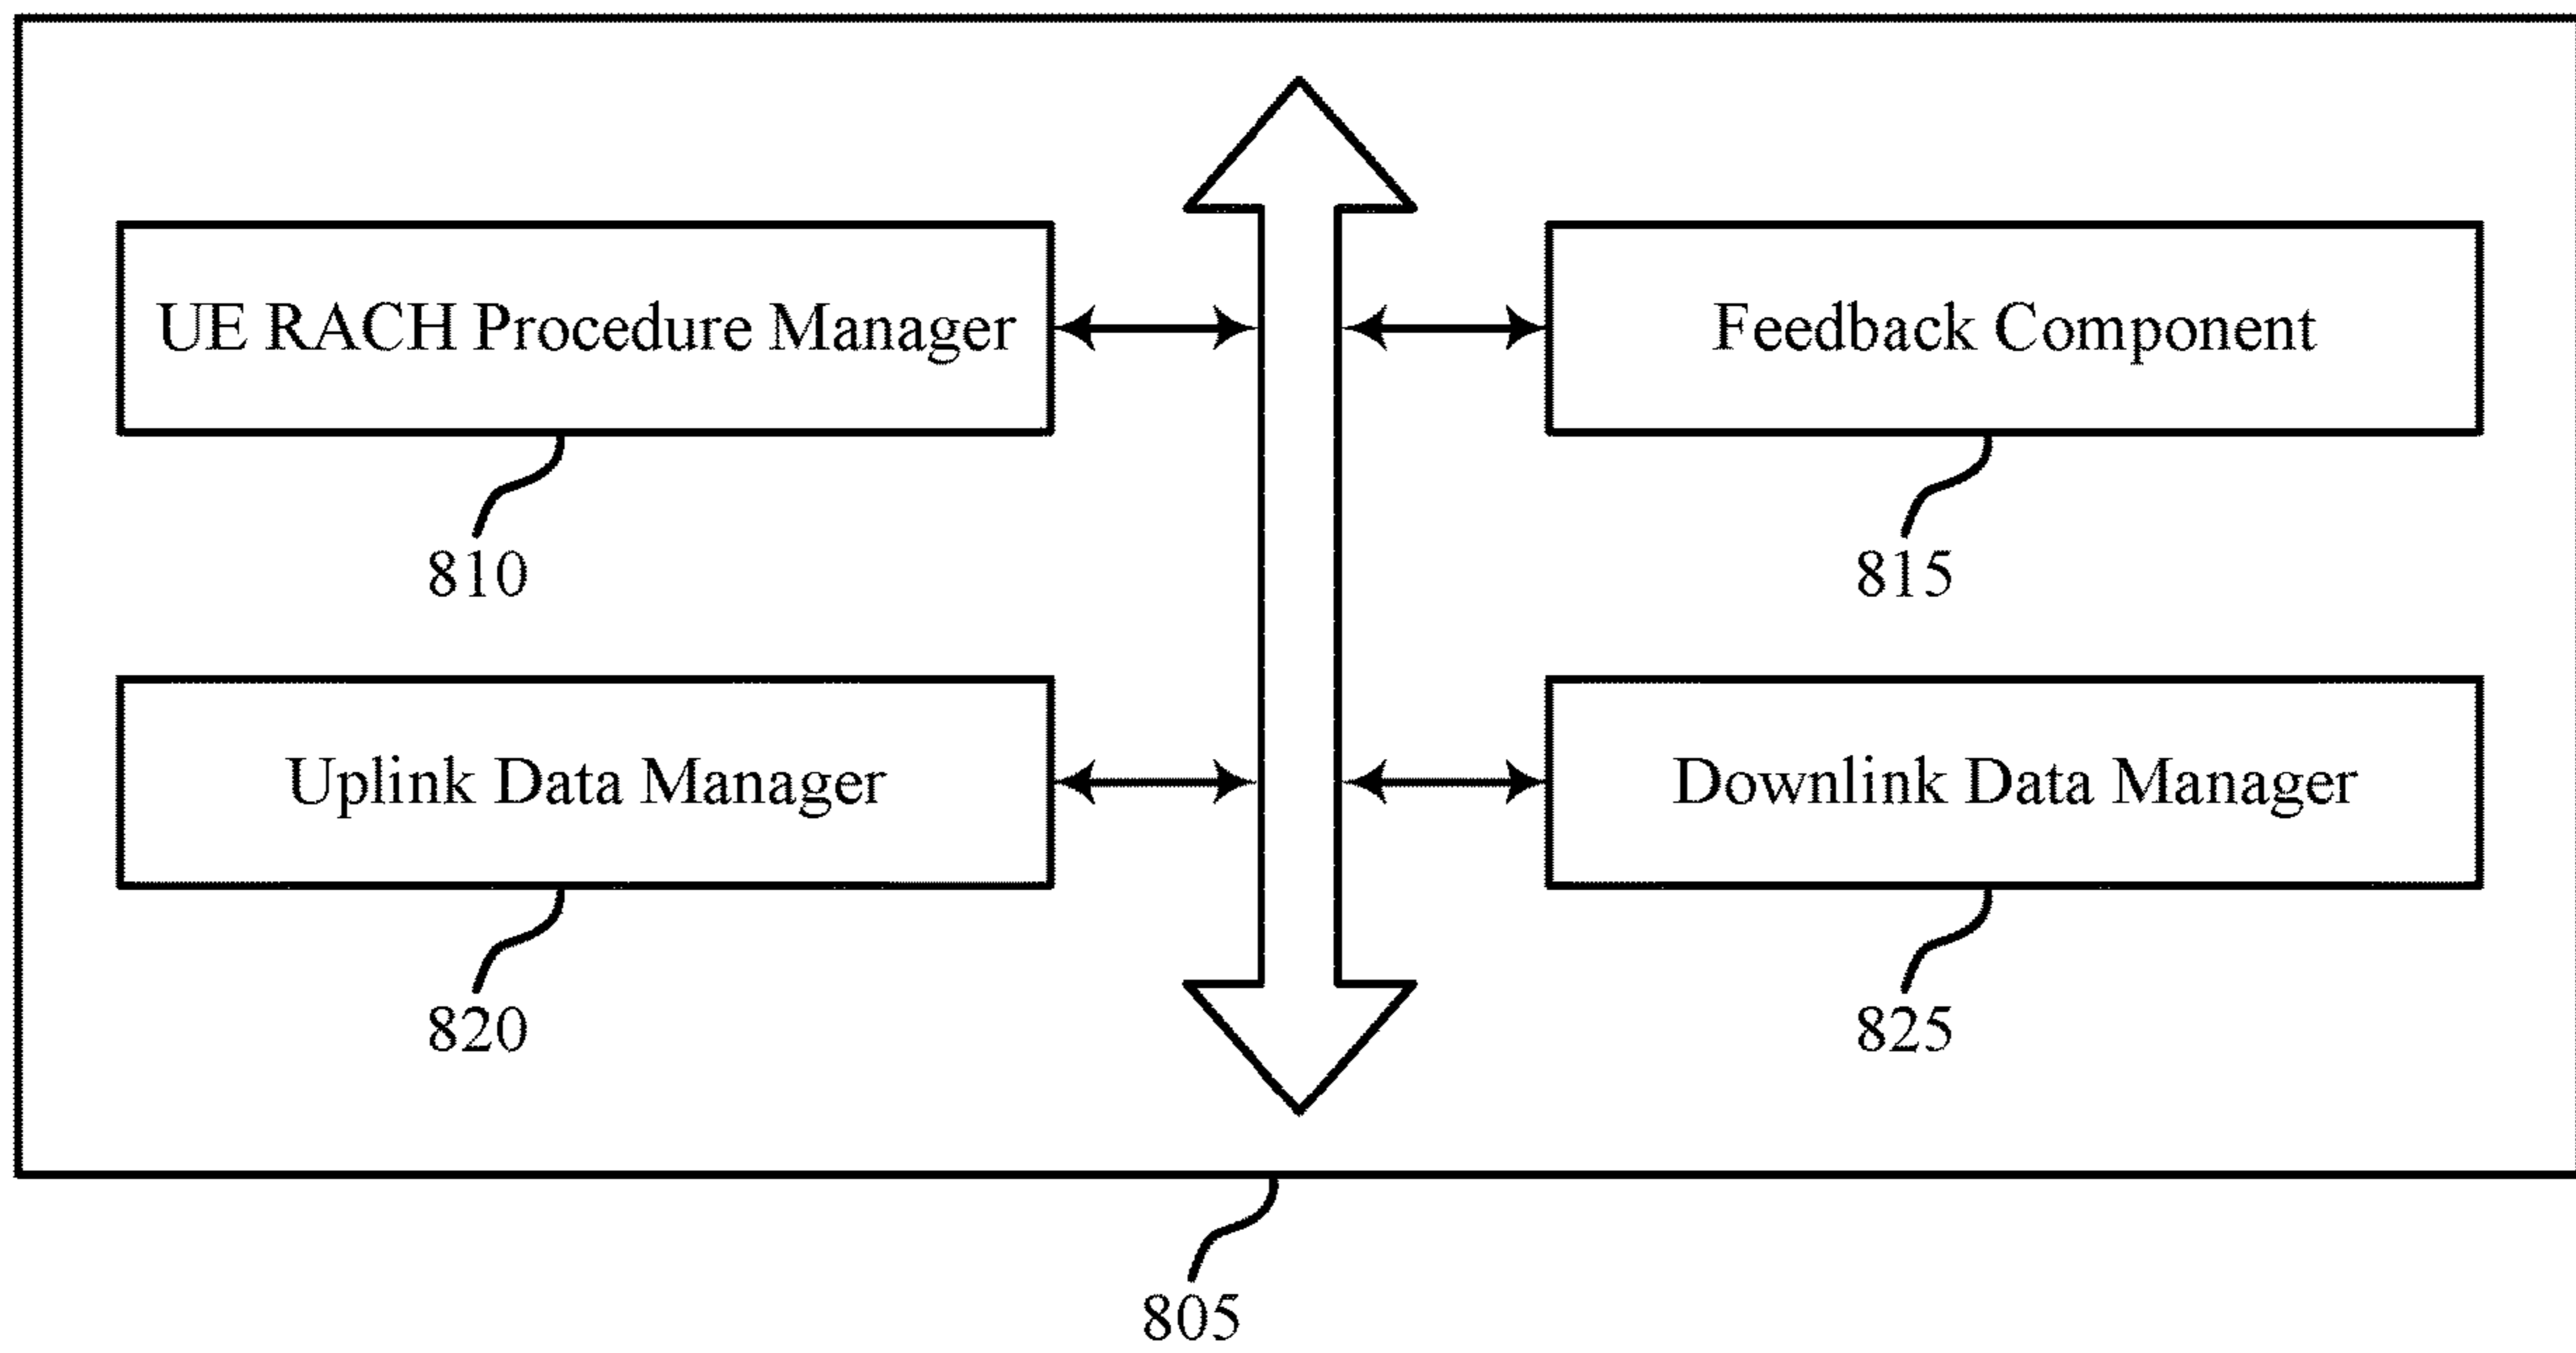 UE RACH Procedure Manager
Feedback Component
810
815
Uplink Data Manager
Downlink Data Manager
820
825
805